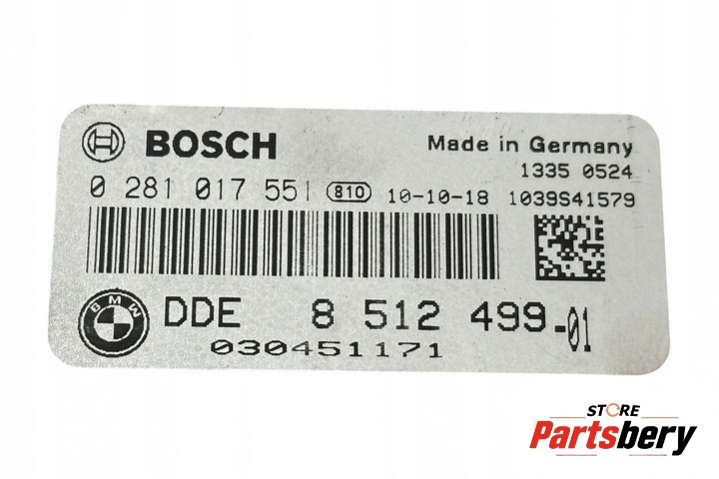 BOSCH
Made in Germany
1335 0524
0 281 017 551 810 10-10-18 1039S41579
BMW
DDE 8 512 499-01
030451171
STORE
Partsbery